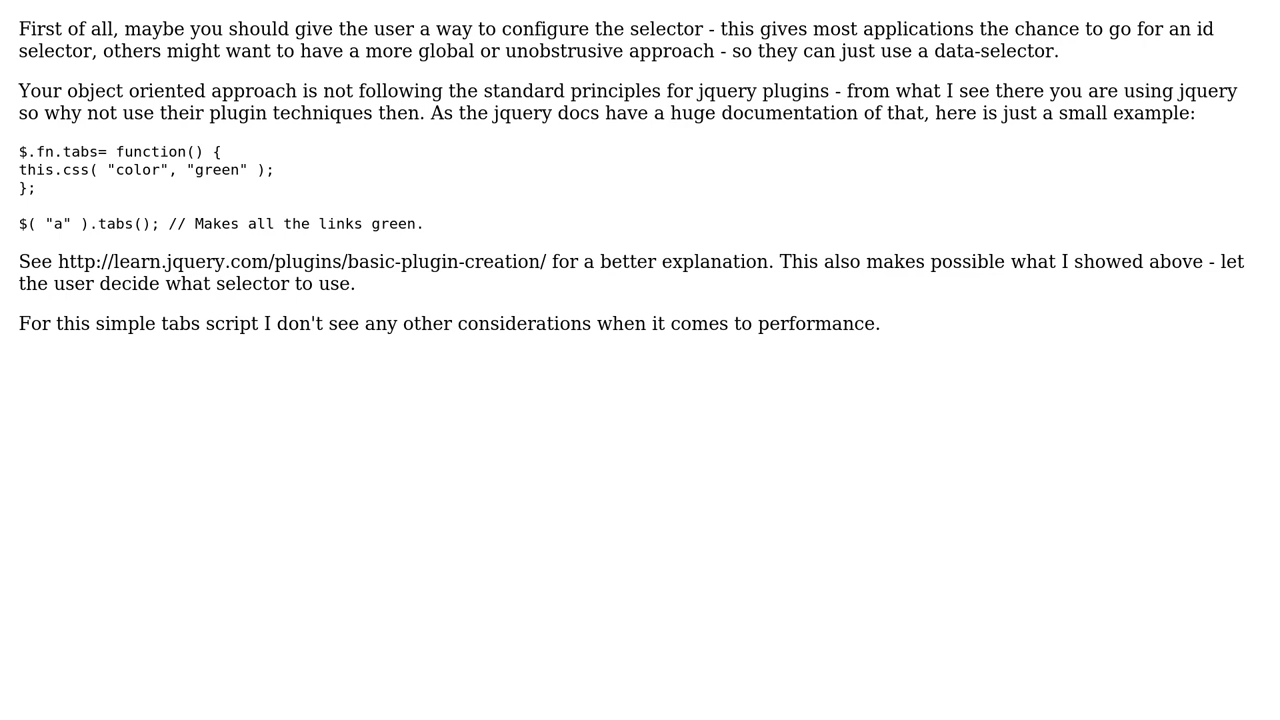 First of all, maybe you should give the user a way to configure the selector - this gives most applications the chance to go for an id
selector, others might want to have a more global or unobstrusive approach - so they can just use a data-selector.
Your object oriented approach is not following the standard principles for jquery plugins - from what I see there you are using jquery
so why not use their plugin techniques then. As the jquery docs have a huge documentation of that, here is just a small example:
$.fn.tabs= function() {
this.css( "color", "green" );
};
$( "a" ).tabs(); // Makes all the links green.
See http://learn.jquery.com/plugins/basic-plugin-creation/ for a better explanation. This also makes possible what I showed above - let
the user decide what selector to use.
For this simple tabs script I don't see any other considerations when it comes to performance.